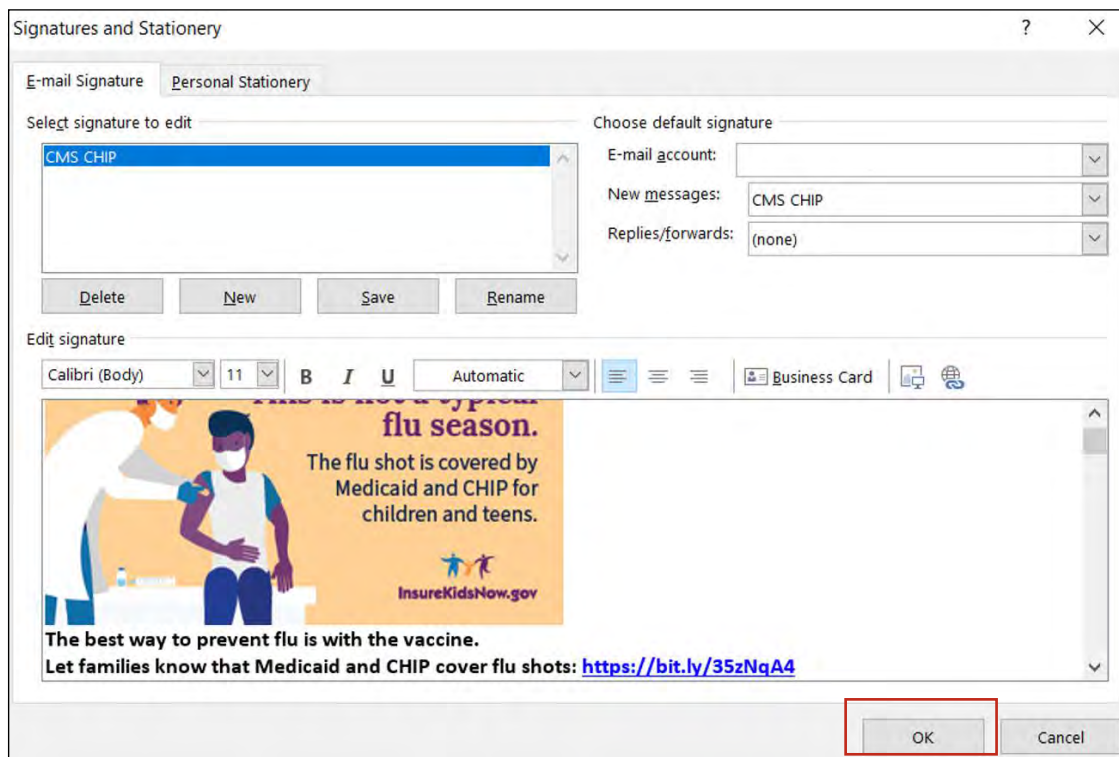 Signatures and Stationery ? X
E-mail Signature Personal Stationery
Select signature to edit
CMS CHIP
Delete New Save Rename
Choose default signature
E-mail account:
New messages: CMS CHIP
Replies/forwards: (none)
Edit signature
Calibri (Body) 11 B I U Automatic Business Card
This is not a typical
flu season.
The flu shot is covered by
Medicaid and CHIP for
children and teens.
InsureKidsNow.gov
The best way to prevent flu is with the vaccine.
Let families know that Medicaid and CHIP cover flu shots: https://bit.ly/35zNqA4
OK Cancel